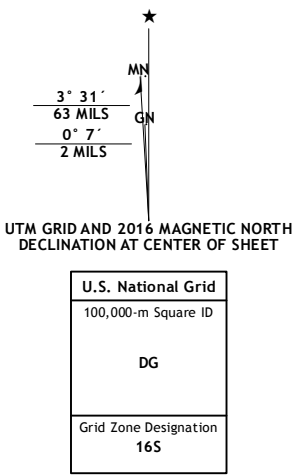 ★
MN
3° 31´
63 MILS
GN
0° 7´
2 MILS
UTM GRID AND 2016 MAGNETIC NORTH
DECLINATION AT CENTER OF SHEET
U.S. National Grid
100,000-m Square ID
DG
Grid Zone Designation
16S